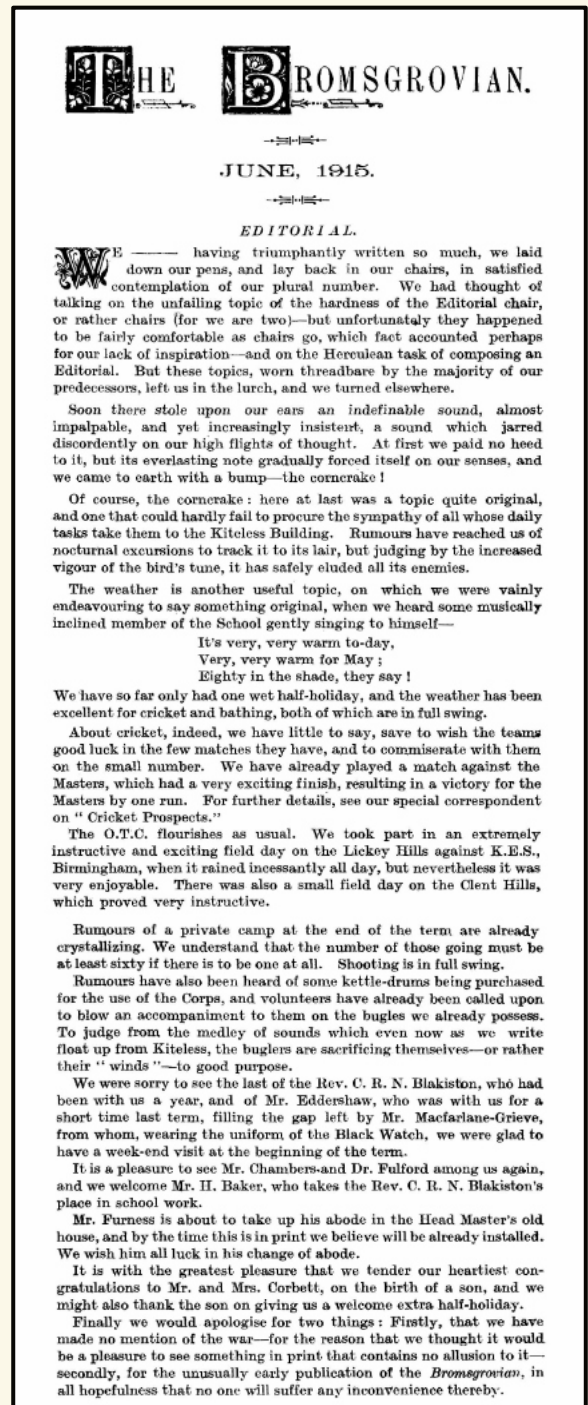 THE BROMSGROVIAN.
JUNE, 1915.
EDITORIAL.
WE ——— having triumphantly written so much, we laid
down our pens, and lay back in our chairs, in satisfied
contemplation of our plural number. We had thought of
talking on the unfailing topic of the hardness of the Editorial chair,
or rather chairs (for we are two)—but unfortunately they happened
to be fairly comfortable as chairs go, which fact accounted perhaps
for our lack of inspiration—and on the Herculean task of composing an
Editorial. But these topics, worn threadbare by the majority of our
predecessors, left us in the lurch, and we turned elsewhere.
Soon there stole upon our ears an indefinable sound, almost
impalpable, and yet increasingly insistent, a sound which jarred
discordently on our high flights of thought. At first we paid no heed
to it, but its everlasting note gradually forced itself on our senses, and
we came to earth with a bump—the corncrake !
Of course, the corncrake : here at last was a topic quite original,
and one that could hardly fail to procure the sympathy of all whose daily
tasks take them to the Kiteless Building. Rumours have reached us of
nocturnal excursions to track it to its lair, but judging by the increased
vigour of the bird's tune, it has safely eluded all its enemies.
The weather is another useful topic, on which we were vainly
endeavouring to say something original, when we heard some musically
inclined member of the School gently singing to himself—
It's very, very warm to-day,
Very, very warm for May ;
Eighty in the shade, they say !
We have so far only had one wet half-holiday, and the weather has been
excellent for cricket and bathing, both of which are in full swing.
About cricket, indeed, we have little to say, save to wish the teams
good luck in the few matches they have, and to commiserate with them
on the small number. We have already played a match against the
Masters, which had a very exciting finish, resulting in a victory for the
Masters by one run. For further details, see our special correspondent
on " Cricket Prospects."
The O.T.C. flourishes as usual. We took part in an extremely
instructive and exciting field day on the Lickey Hills against K.E.S.,
Birmingham, when it rained incessantly all day, but nevertheless it was
very enjoyable. There was also a small field day on the Clent Hills,
which proved very instructive.
Rumours of a private camp at the end of the term are already
crystallizing. We understand that the number of those going must be
at least sixty if there is to be one at all. Shooting is in full swing.
Rumours have also been heard of some kettle-drums being purchased
for the use of the Corps, and volunteers have already been called upon
to blow an accompaniment to them on the bugles we already possess.
To judge from the medley of sounds which even now as we write
float up from Kiteless, the buglers are sacrificing themselves—or rather
their " winds "—to good purpose.
We were sorry to see the last of the Rev. C. R. N. Blakiston, who had
been with us a year, and of Mr. Eddershaw, who was with us for a
short time last term, filling the gap left by Mr. Macfarlane-Grieve,
from whom, wearing the uniform of the Black Watch, we were glad to
have a week-end visit at the beginning of the term.
It is a pleasure to see Mr. Chambers and Dr. Fulford among us again,
and we welcome Mr. H. Baker, who takes the Rev. C. R. N. Blakiston's
place in school work.
Mr. Furness is about to take up his abode in the Head Master's old
house, and by the time this is in print we believe will be already installed.
We wish him all luck in his change of abode.
It is with the greatest pleasure that we tender our heartiest con-
gratulations to Mr. and Mrs. Corbett, on the birth of a son, and we
might also thank the son on giving us a welcome extra half-holiday.
Finally we would apologise for two things : Firstly, that we have
made no mention of the war—for the reason that we thought it would
be a pleasure to see something in print that contains no allusion to it—
secondly, for the unusually early publication of the Bromsgrovian, in
all hopefulness that no one will suffer any inconvenience thereby.